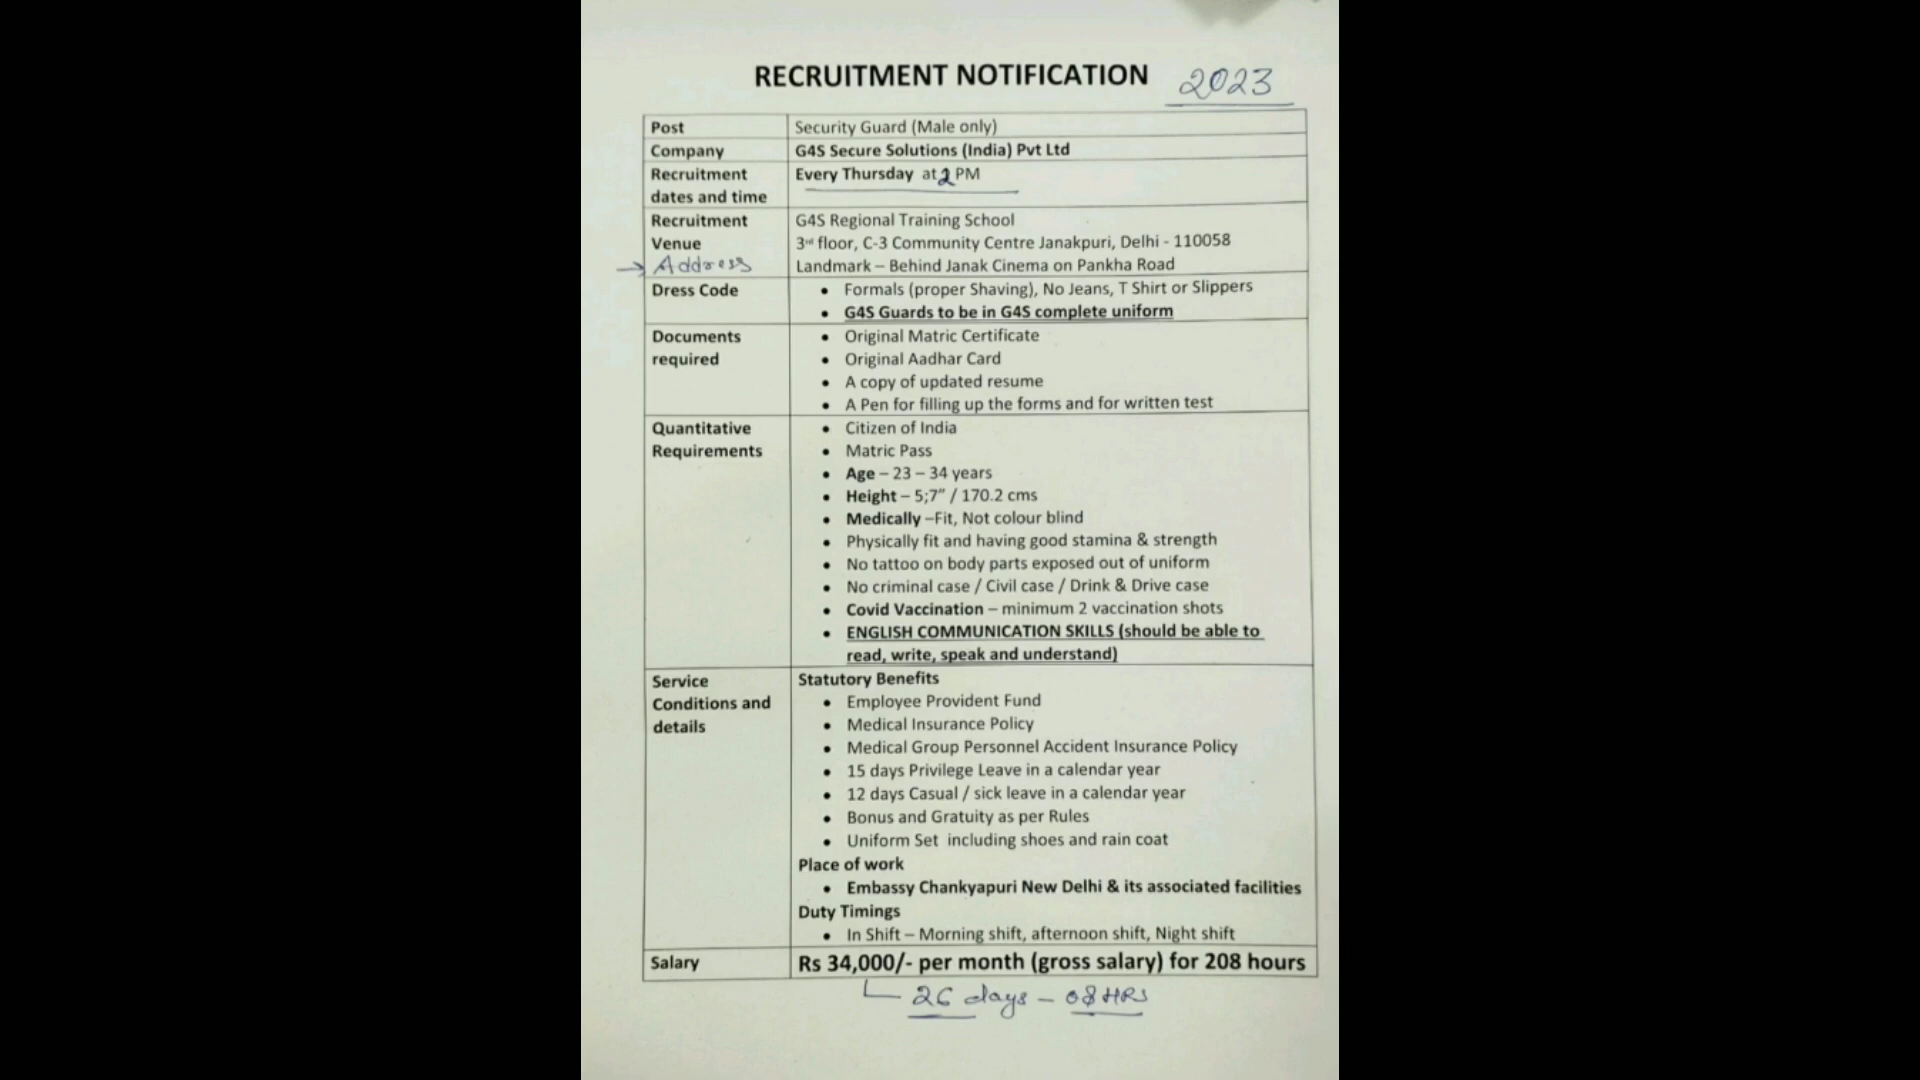 RECRUITMENT NOTIFICATION 2023
Post Security Guard (Male only)
Company G4S Secure Solutions (India) Pvt Ltd
Recruitment Every Thursday at 2 PM
dates and time
Recruitment G4S Regional Training School
Venue 3rd floor, C-3 Community Centre Janakpuri, Delhi - 110058
→ Address Landmark – Behind Janak Cinema on Pankha Road
Dress Code • Formals (proper Shaving), No Jeans, T Shirt or Slippers
• G4S Guards to be in G4S complete uniform
Documents • Original Matric Certificate
required • Original Aadhar Card
• A copy of updated resume
• A Pen for filling up the forms and for written test
Quantitative • Citizen of India
Requirements • Matric Pass
• Age – 23 – 34 years
• Height – 5;7” / 170.2 cms
• Medically –Fit, Not colour blind
• Physically fit and having good stamina & strength
• No tattoo on body parts exposed out of uniform
• No criminal case / Civil case / Drink & Drive case
• Covid Vaccination – minimum 2 vaccination shots
• ENGLISH COMMUNICATION SKILLS (should be able to
read, write, speak and understand)
Service Statutory Benefits
Conditions and • Employee Provident Fund
details • Medical Insurance Policy
• Medical Group Personnel Accident Insurance Policy
• 15 days Privilege Leave in a calendar year
• 12 days Casual / sick leave in a calendar year
• Bonus and Gratuity as per Rules
• Uniform Set including shoes and rain coat
Place of work
• Embassy Chankyapuri New Delhi & its associated facilities
Duty Timings
• In Shift – Morning shift, afternoon shift, Night shift
Salary Rs 34,000/- per month (gross salary) for 208 hours
26 days – 08 HRS